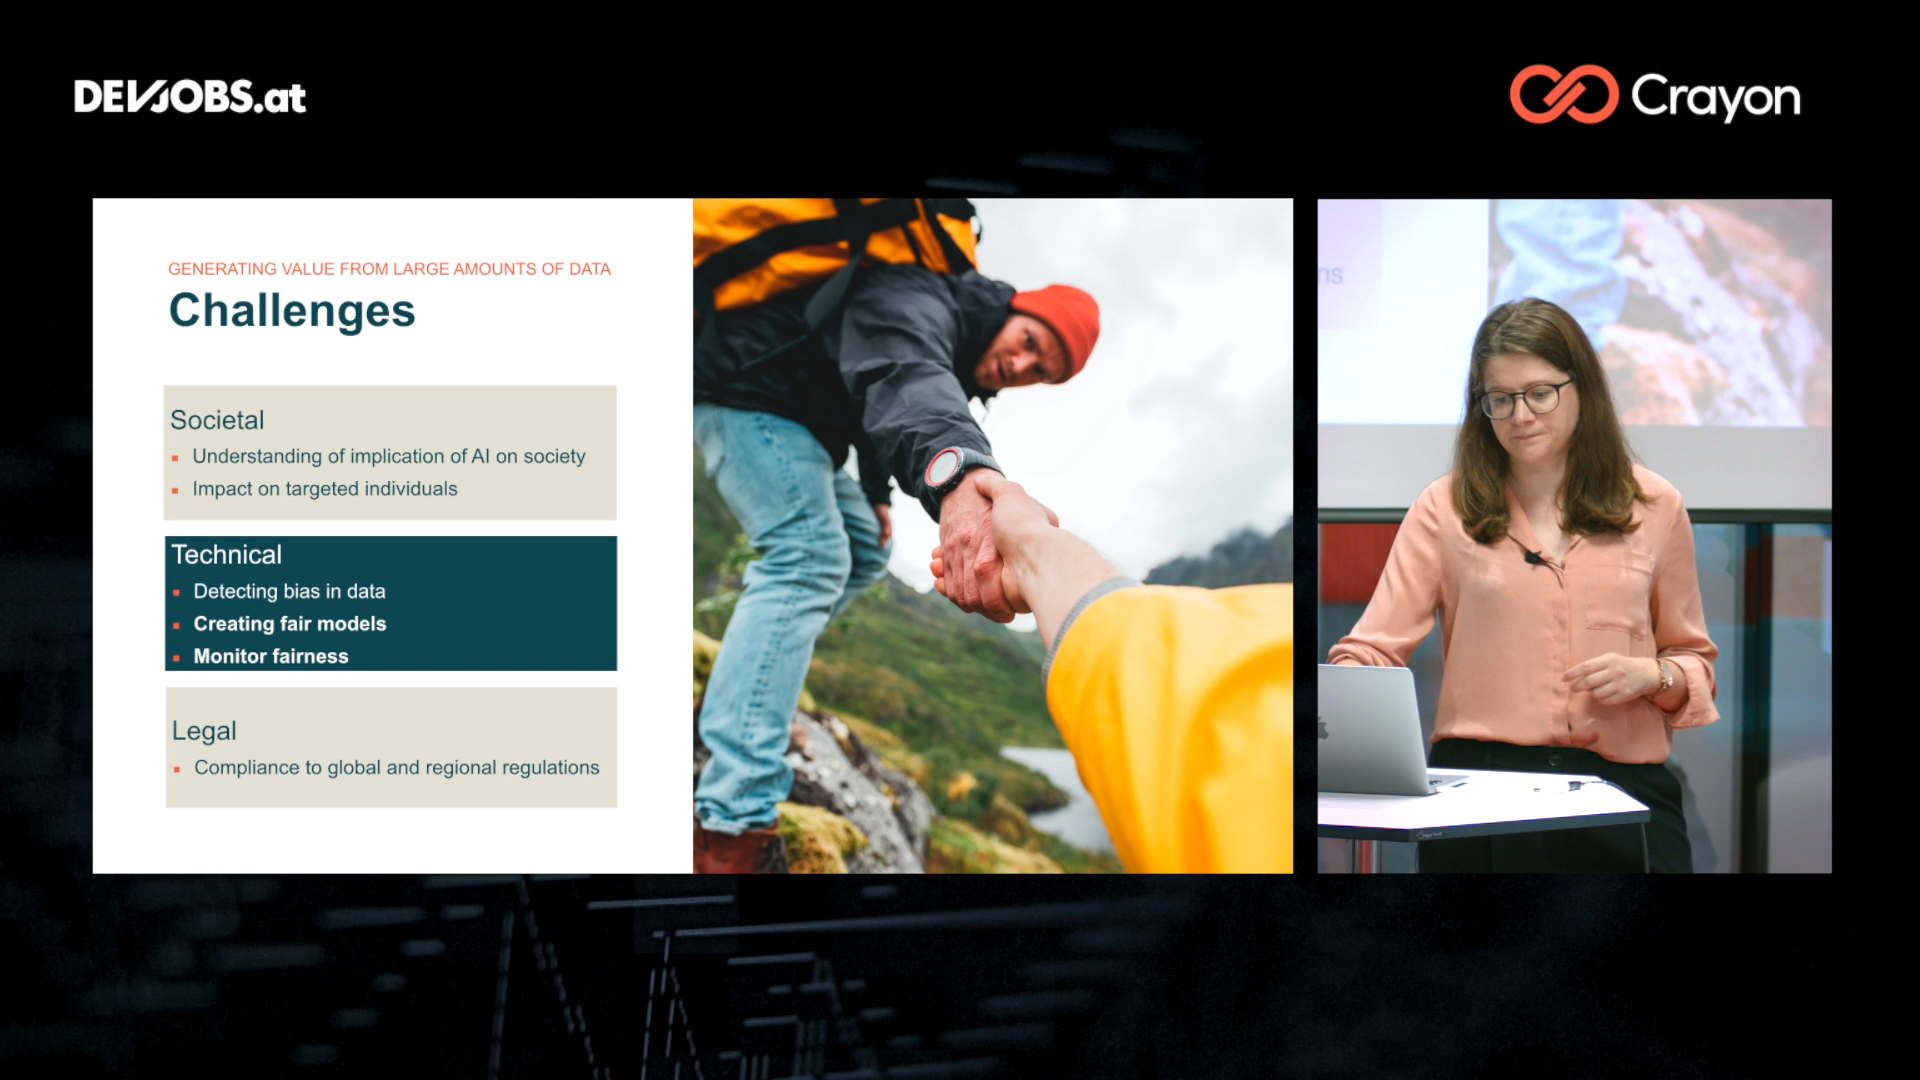 DEVJOBS.at
Crayon
GENERATING VALUE FROM LARGE AMOUNTS OF DATA
Challenges
Societal
Understanding of implication of AI on society
Impact on targeted individuals
Technical
Detecting bias in data
Creating fair models
Monitor fairness
Legal
Compliance to global and regional regulations
ns